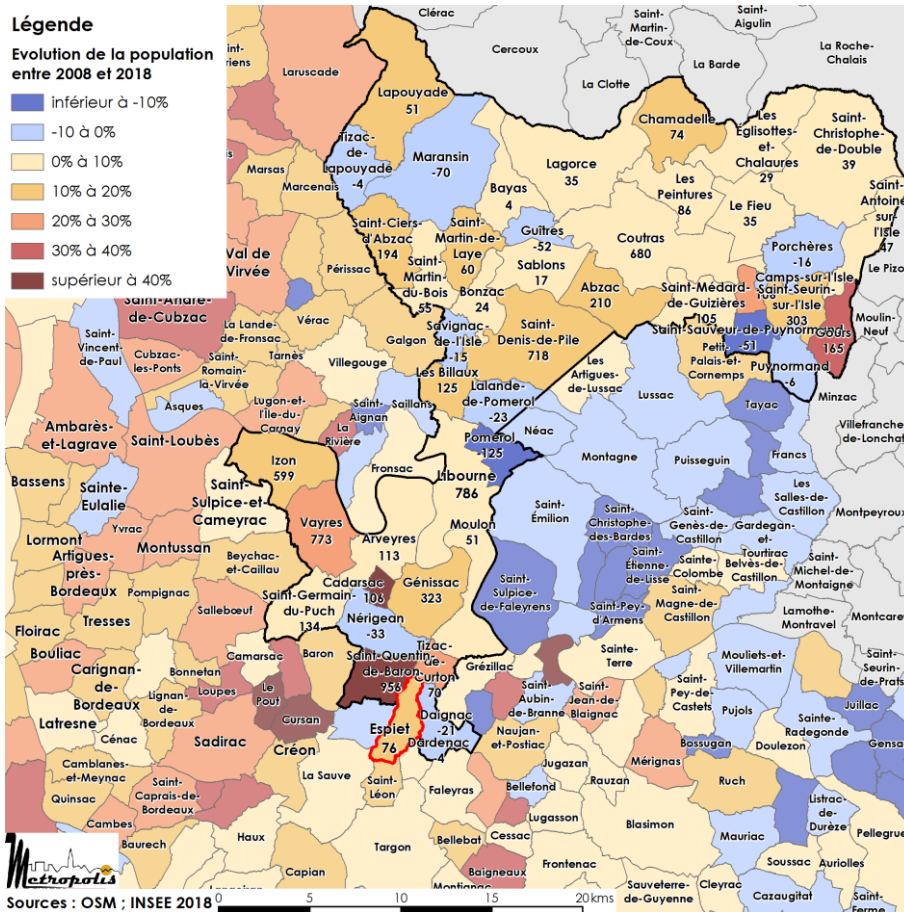 Légende
Evolution de la population
entre 2008 et 2018
inférieur à -10%
-10 à 0%
0% à 10%
10% à 20%
20% à 30%
30% à 40%
supérieur à 40%
Clérac
Saint-
Martin-
de-Coux
Saint-
Aigulin
Cercoux
La Clotte
La Barde
La Roche-
Chalais
Laruscade
Lapouyade
51
Tizac-
de-
Lapouyade
-4
Maransin
-70
Marsas
Marcenais
Lagorce
35
Bayas
4
Chamadelle
74
Les
Églisottes-
et-
Chalaures
29
Saint-
Christophe-
de-Double
39
Les
Peintures
86
Le Fieu
35
Saint-
Antoine-
sur-
l'Isle
47
Saint-Ciers-
d'Abzac
194
Saint-
Martin-de-
Laye
60
Guîtres
-52
Coutras
680
Porchères
-16
Le Pizo
Val de
Virvée
Périssac
Saint-
Martin-
du-Bois
55
Bonzac
24
Sablons
17
Abzac
210
Saint-Médard-
de-Guizières
105
Camps-sur-l'Isle
Saint-Seurin-
sur-l'Isle
303
Moulin-
Neuf
Saint-André-
de-Cubzac
Saint-
Vincent-
de-Paul
Cubzac-
les-Ponts
La Lande-
de-Fronsac
Vérac
Galgon
Savignac-
de-l'Isle
-15
Saint-
Denis-de-Pile
718
Saint-Sauveur-de-Puynormand
-51
Gours
165
Saint-
Romain-
la-Virvée
Tarnès
Villegouge
Les Billaux
125
Les
Artigues-
de-Lussac
Petit-
Palais-et-
Cornemps
Puynormand
-6
Minzac
Asques
Lugon-et-
l'Île-du-
Carnay
Saint-
Aignan
Saillans
Lalande-
de-Pomerol
-23
Lussac
Tayac
Villefranche-
de-Lonchat
Ambarès-
et-Lagrave
Saint-Loubès
La
Rivière
Pomerol
-125
Néac
Montagne
Puisseguin
Francs
Bassens
Sainte-
Eulalie
Izon
599
Fronsac
Libourne
786
Les
Salles-de-
Castillon
Montpeyroux
Saint-
Sulpice-et-
Cameyrac
Vayres
773
Arveyres
113
Moulon
51
Saint-
Émilion
Saint-
Christophe-
des-Bardes
Saint-
Genès-de-
Castillon
Gardegan-
et-
Tourtirac
Lormont
Yvrac
Artigues-
près-
Bordeaux
Montussan
Beychac-
et-Caillau
Saint-
Étienne-
de-Lisse
Sainte-
Colombe
Belvès-de-
Castillon
Saint-
Michel-de-
Montaigne
Pompignac
Salleboeuf
Saint-Germain-
du-Puch
134
Cadarsac
106
Génissac
323
Saint-
Sulpice-
de-Faleyrens
Saint-Pey-
d'Armens
Saint-
Magne-de-
Castillon
Lamothe-
Montravel
Montcaret
Tresses
Floirac
Bouliac
Nérigean
-33
Camarsac
Baron
Saint-Quentin-
de-Baron
956
Tizac-
de-
Curton
70
Grézillac
Sainte-
Terre
Mouliets-et-
Villemartin
Saint-
Seurin-
de-Prats
Carignan-
de-
Bordeaux
Bonnetan
Lignan-
de-
Bordeaux
Loupes
Le
Pout
Cursan
Saint-
Aubin-
de-Branne
Saint-
Jean-de-
Blaignac
Saint-
Pey-de-
Castets
Pujols
Juillac
Latresne
Cénac
Sadirac
Créon
Espiet
76
Daignac
-21
Dardenac
4
Naujan-
et-Postiac
Bossugan
Sainte-
Radegonde
Doulezon
Gensac
Camblanes-
et-Meynac
La Sauve
Jugazan
Rauzan
Mérignas
Ruch
Quinsac
Saint-
Caprais-de-
Bordeaux
Saint-
Léon
Faleyras
Bellefond
Lugasson
Blasimon
Listrac-
de-
Durèze
Cambes
Baurech
Haux
Targon
Bellebat
Cessac
Mauriac
Pellegrue
Capian
Baigneaux
Frontenac
Soussac
Auriolles
Sauveterre-
de-Guyenne
Cleyrac
Cazaugitat
Saint-
Ferme
Metropolis
Sources : OSM ; INSEE 2018
0
5
10
15
20 kms